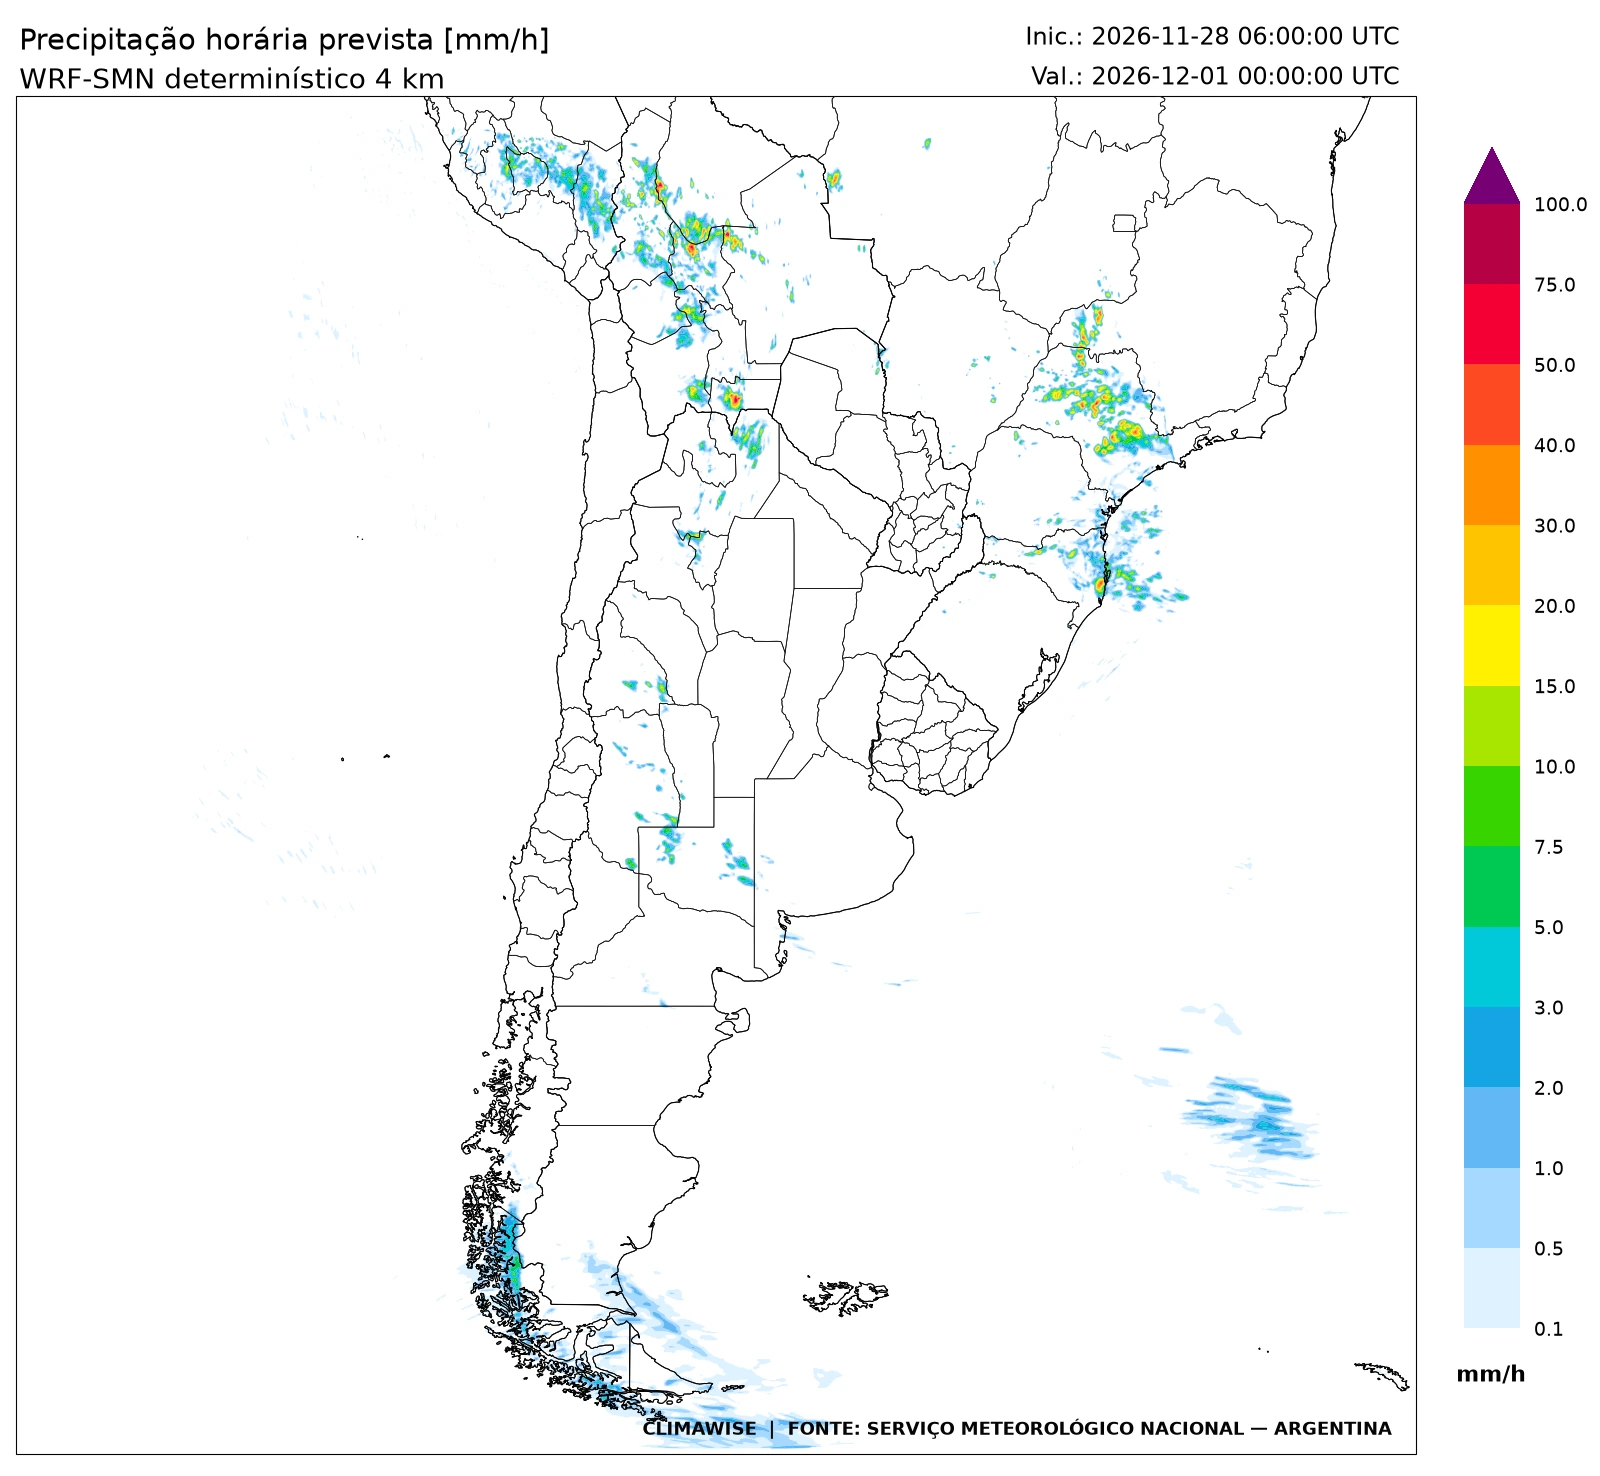 Precipitação horária prevista [mm/h]
WRF-SMN determinístico 4 km
Inic.: 2026-11-28 06:00:00 UTC
Val.: 2026-12-01 00:00:00 UTC
100.0
75.0
50.0
40.0
30.0
20.0
15.0
10.0
7.5
5.0
3.0
2.0
1.0
0.5
0.1
mm/h
CLIMAWISE | FONTE: SERVIÇO METEOROLÓGICO NACIONAL — ARGENTINA